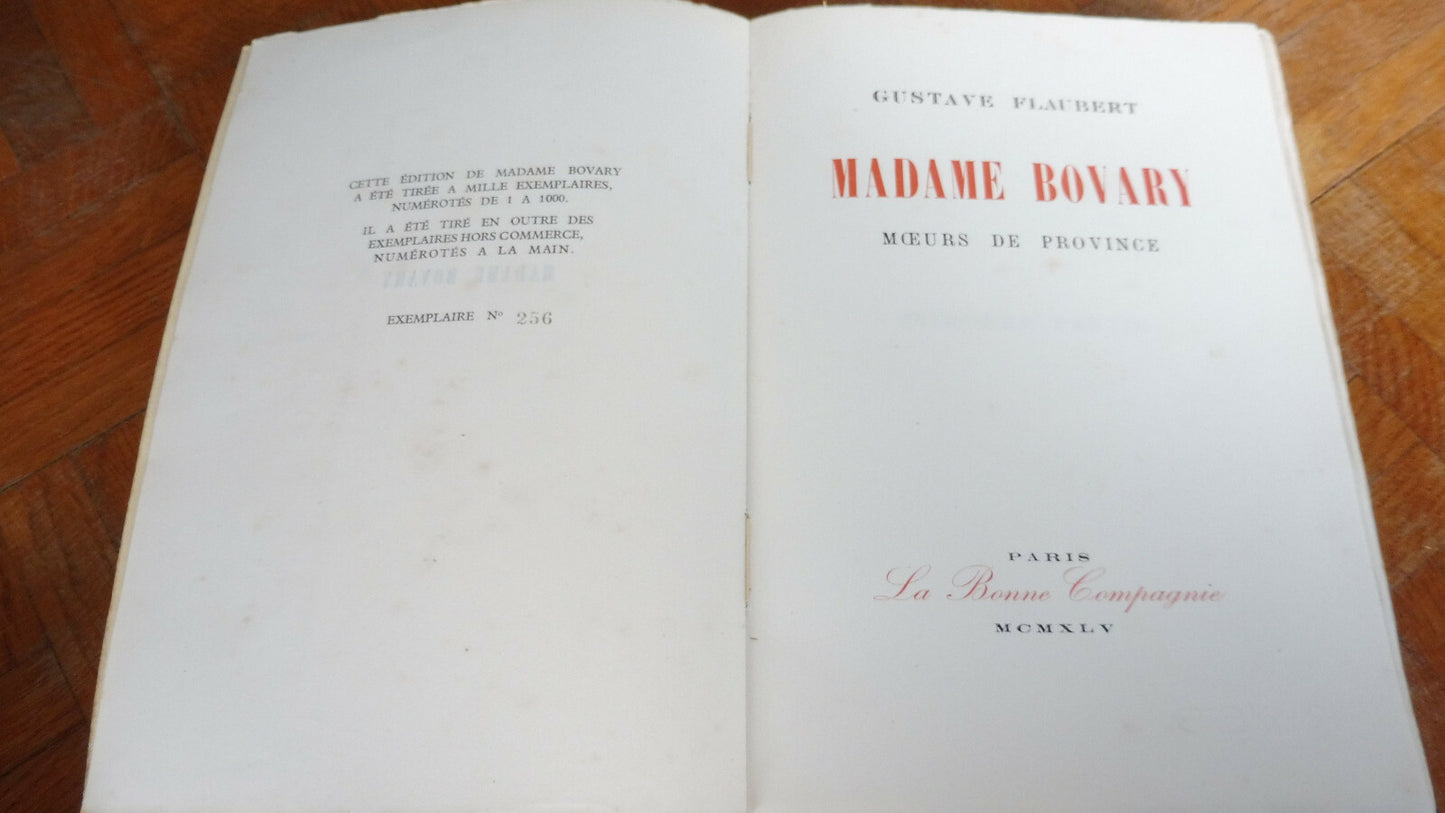 CETTE ÉDITION DE MADAME BOVARY
A ÉTÉ TIRÉE A MILLE EXEMPLAIRES,
NUMÉROTÉS DE 1 A 1000.
IL A ÉTÉ TIRÉ EN OUTRE DES
EXEMPLAIRES HORS COMMERCE,
NUMÉROTÉS A LA MAIN.
EXEMPLAIRE Nº 256
GUSTAVE FLAUBERT
MADAME BOVARY
MŒURS DE PROVINCE
PARIS
La Bonne Compagnie
MCMXLV